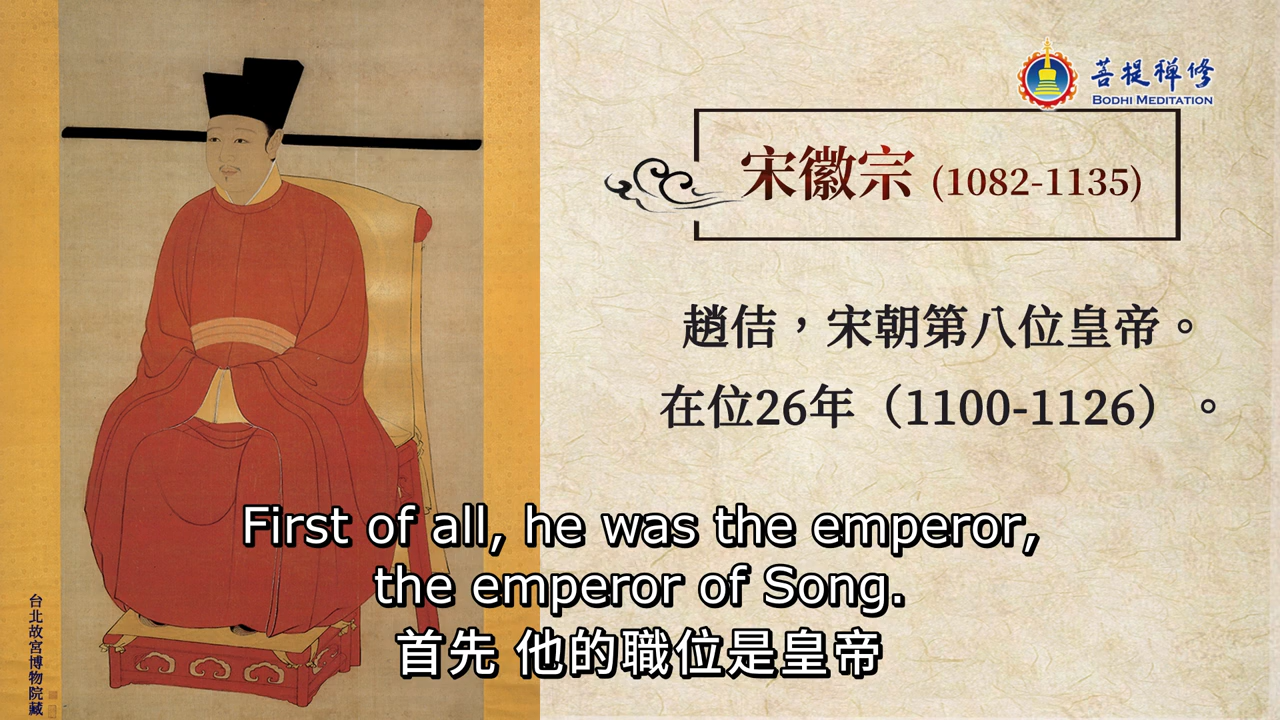 菩提禪修
BODHI MEDITATION
宋徽宗 (1082-1135)
趙佶，宋朝第八位皇帝。
在位26年（1100-1126）。
First of all, he was the emperor,
the emperor of Song.
首先 他的職位是皇帝
台北故宮博物院藏